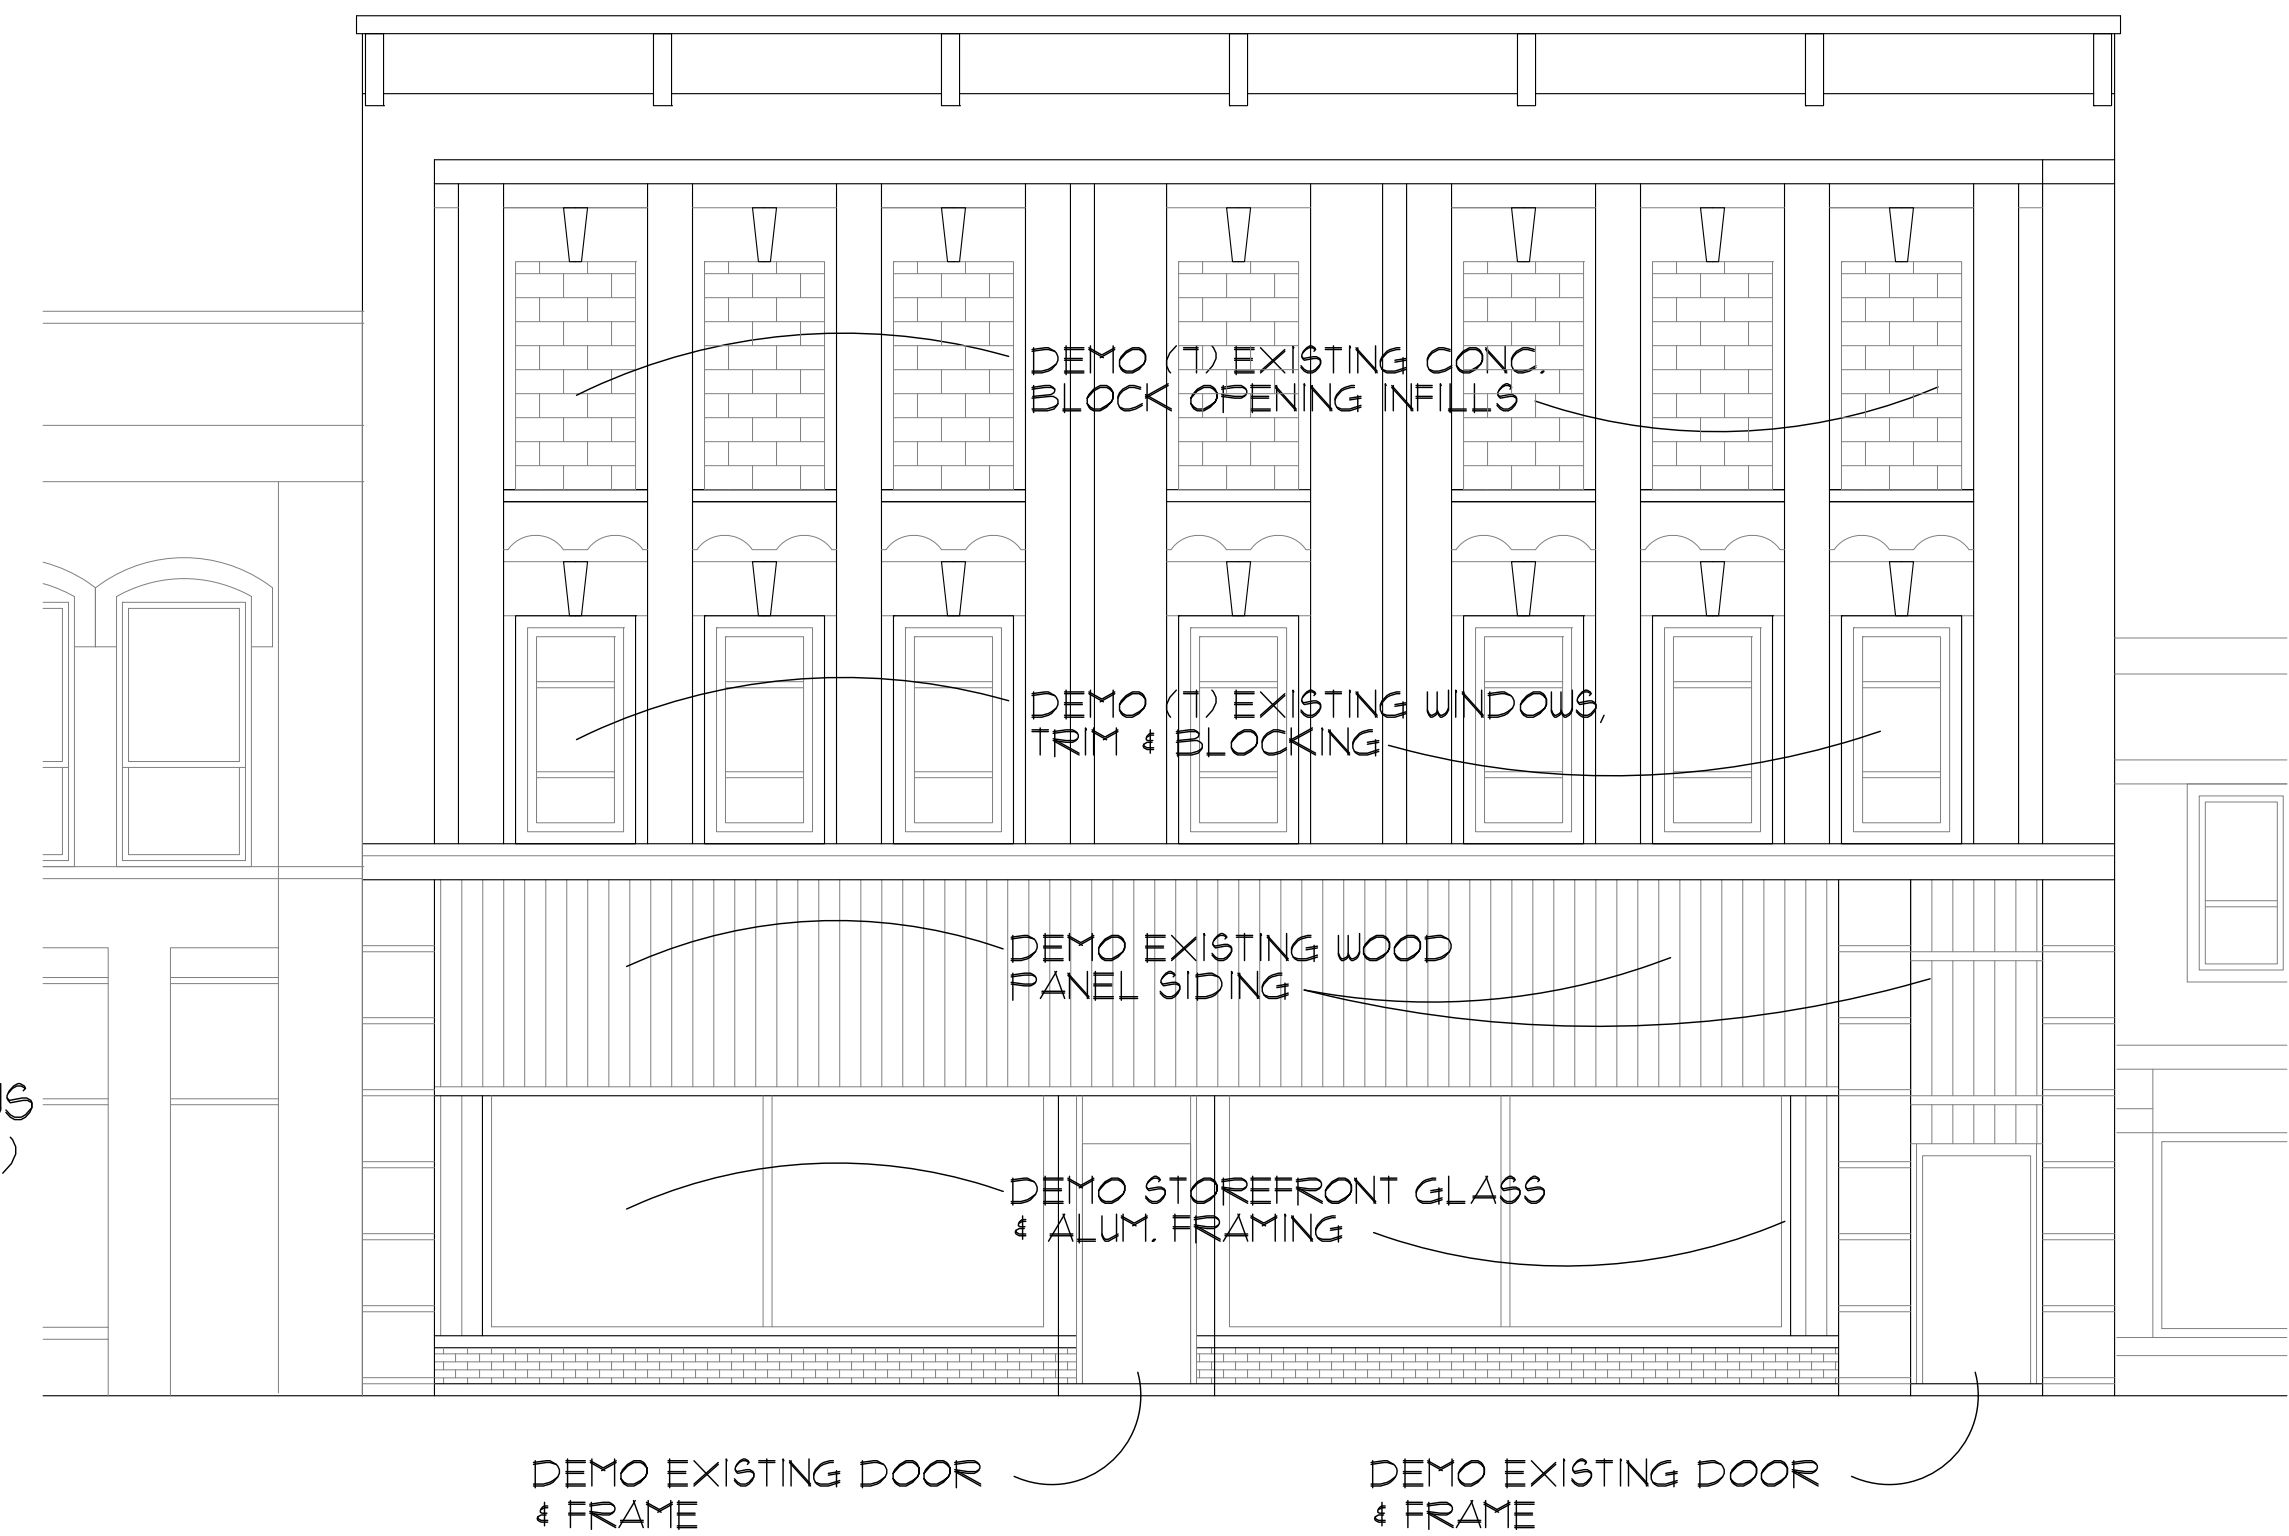 DEMO (7) EXISTING CONC.
BLOCK OPENING INFILLS
DEMO (7) EXISTING WINDOWS,
TRIM & BLOCKING
DEMO EXISTING WOOD
PANEL SIDING
DEMO STOREFRONT GLASS
& ALUM. FRAMING
DEMO EXISTING DOOR
& FRAME
DEMO EXISTING DOOR
& FRAME